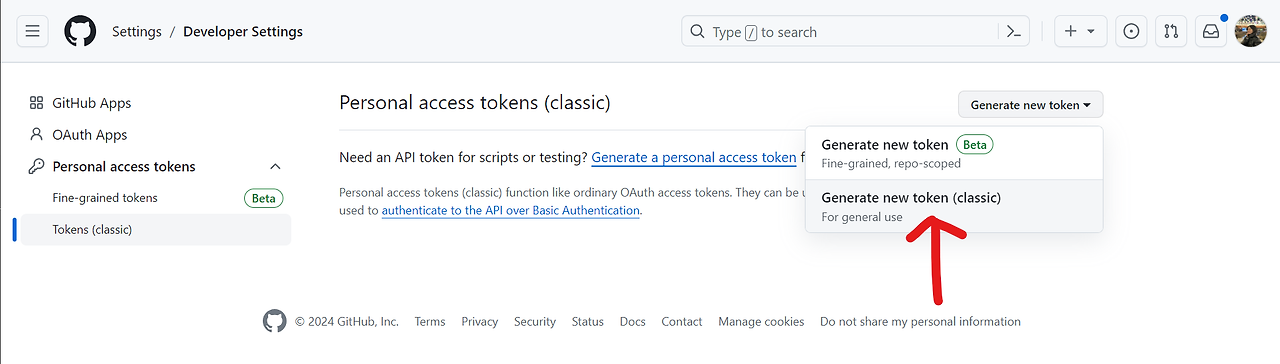 Settings / Developer Settings
Type / to search
GitHub Apps
OAuth Apps
Personal access tokens
Fine-grained tokens Beta
Tokens (classic)
Personal access tokens (classic)
Generate new token
Need an API token for scripts or testing? Generate a personal access token f
Personal access tokens (classic) function like ordinary OAuth access tokens. They can be u
used to authenticate to the API over Basic Authentication.
Generate new token Beta
Fine-grained, repo-scoped
Generate new token (classic)
For general use
© 2024 GitHub, Inc. Terms Privacy Security Status Docs Contact Manage cookies Do not share my personal information